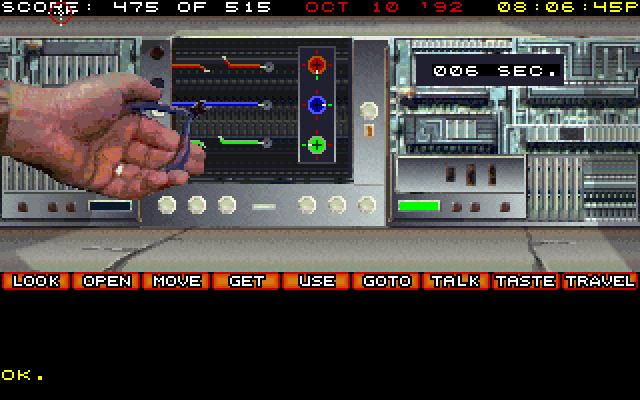 SCORE: 475 OF 515 OCT 10 '92 08:06:45P
006 SEC.
LOOK OPEN MOVE GET USE GOTO TALK TASTE TRAVEL
OK.